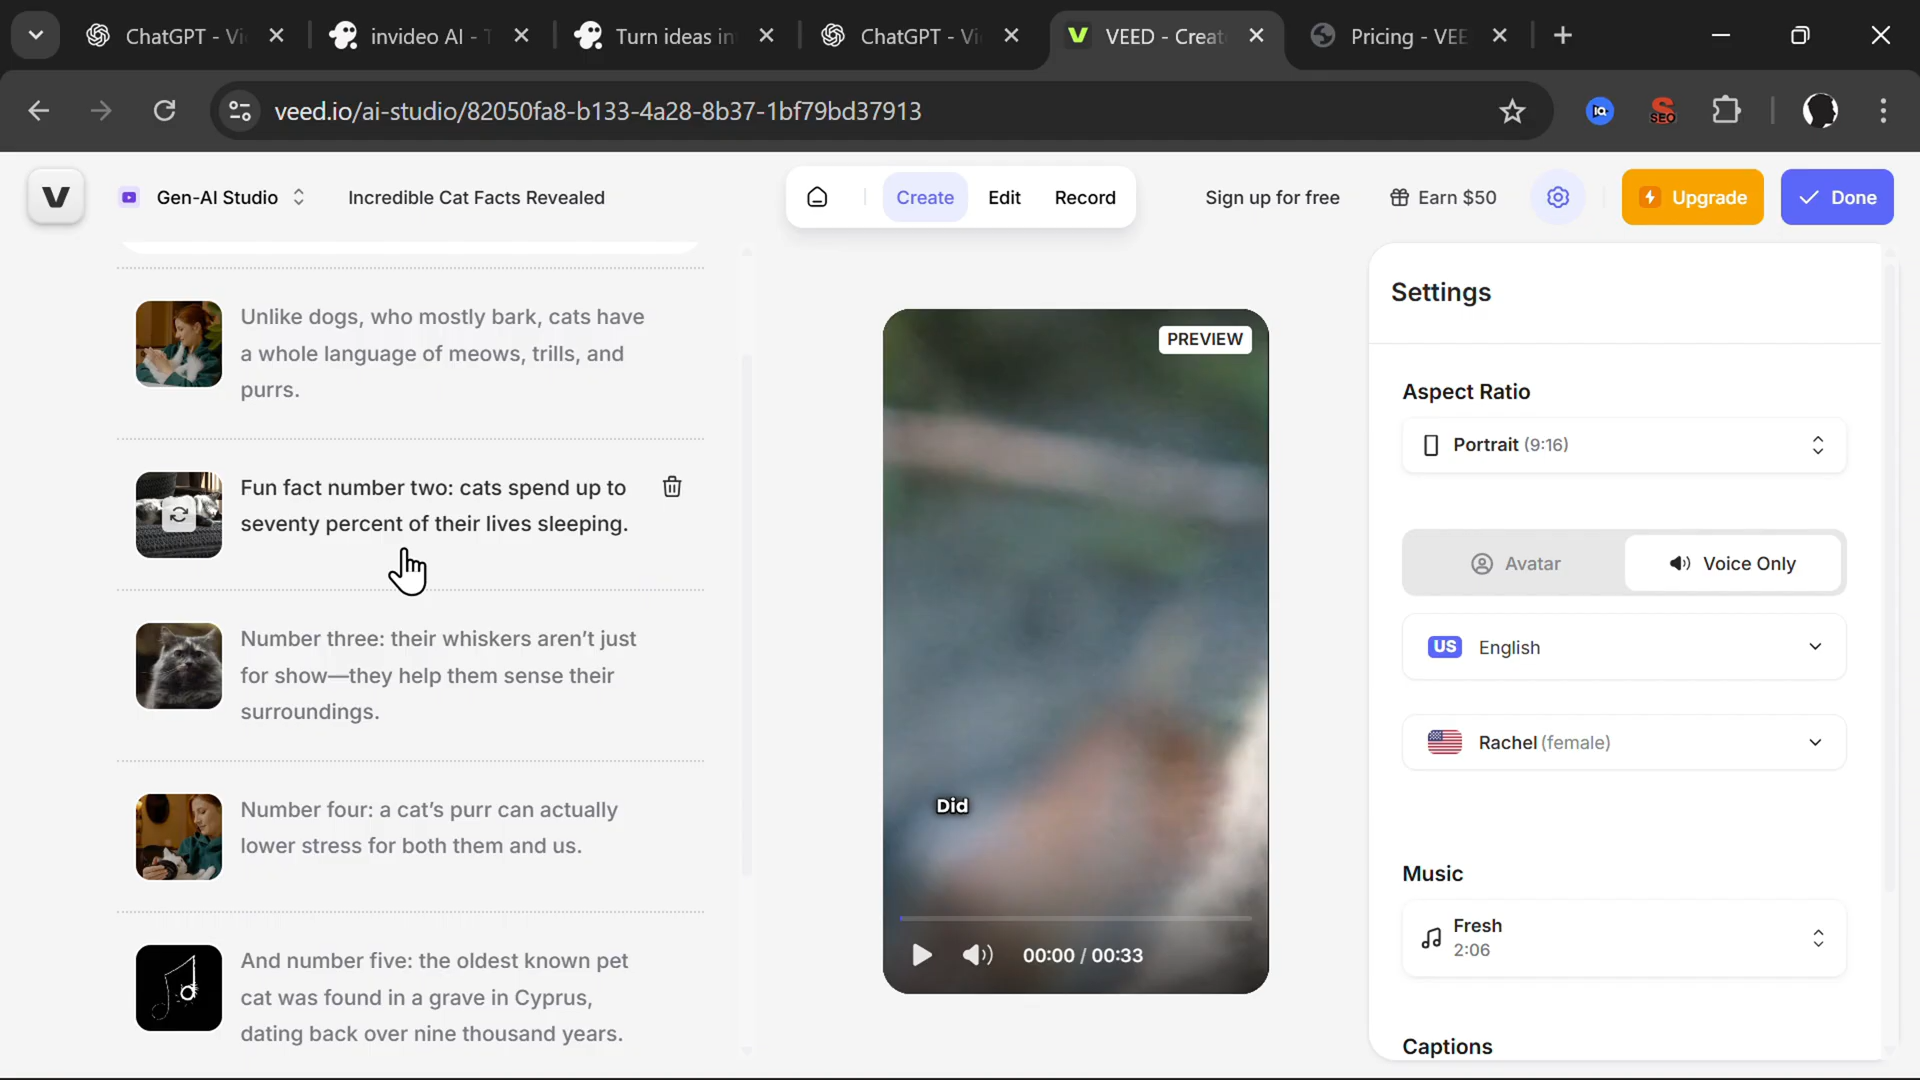 ChatGPT - Vi
invideo AI - T
Turn ideas in
ChatGPT - Vi
VEED - Creat
Pricing - VEE
veed.io/ai-studio/82050fa8-b133-4a28-8b37-1bf79bd37913
IQ
SEO
Gen-AI Studio
Incredible Cat Facts Revealed
Create
Edit
Record
Sign up for free
Earn $50
Upgrade
Done
Unlike dogs, who mostly bark, cats have
a whole language of meows, trills, and
purrs.
Fun fact number two: cats spend up to
seventy percent of their lives sleeping.
Number three: their whiskers aren’t just
for show—they help them sense their
surroundings.
Number four: a cat’s purr can actually
lower stress for both them and us.
And number five: the oldest known pet
cat was found in a grave in Cyprus,
dating back over nine thousand years.
PREVIEW
Did
00:00 / 00:33
Settings
Aspect Ratio
Portrait (9:16)
Avatar
Voice Only
US English
Rachel (female)
Music
Fresh
2:06
Captions